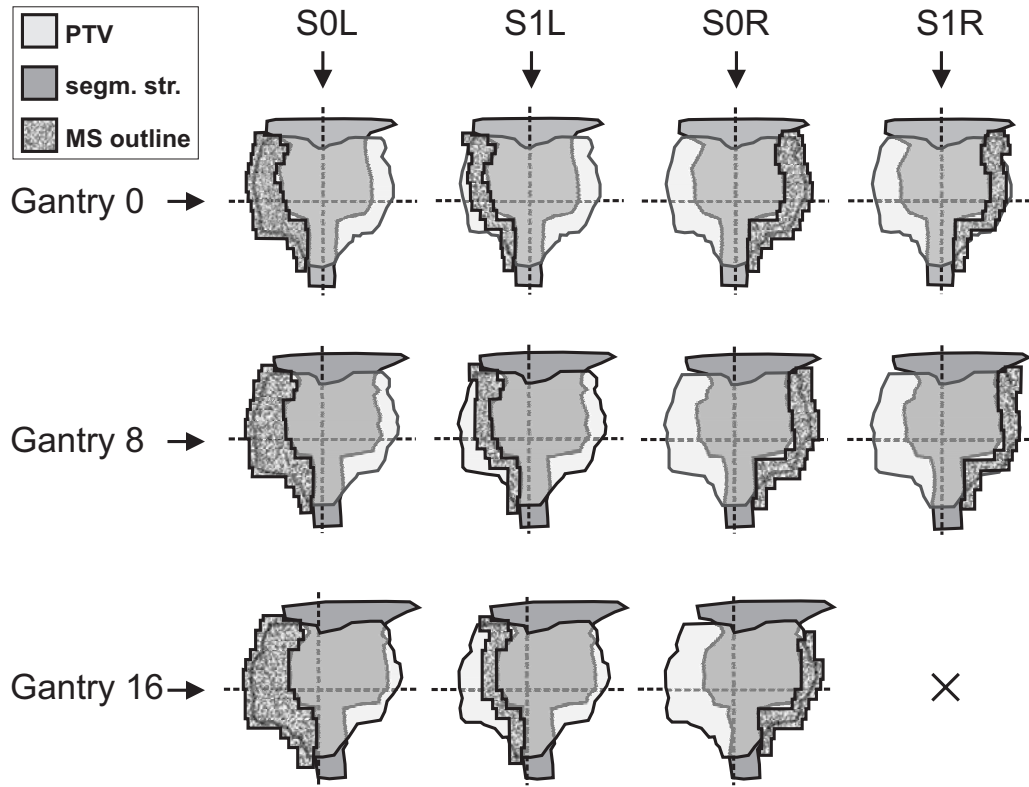 PTV
segm. str.
MS outline
S0L S1L S0R S1R
Gantry 0
Gantry 8
Gantry 16